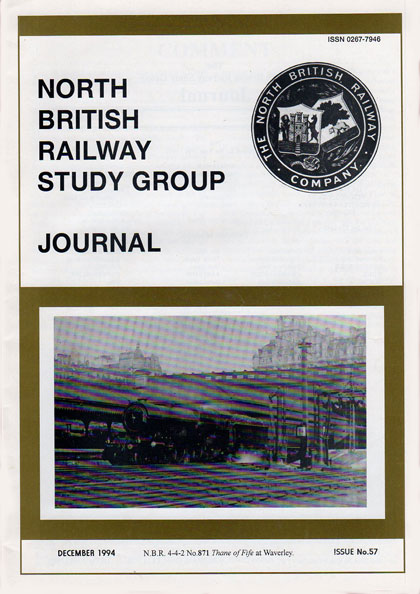 ISSN 0267-7946
NORTH
BRITISH
RAILWAY
STUDY GROUP
JOURNAL
THE NORTH BRITISH RAILWAY
· COMPANY ·
DECEMBER 1994
N.B.R. 4-4-2 No.871 Thane of Fife at Waverley.
ISSUE No.57